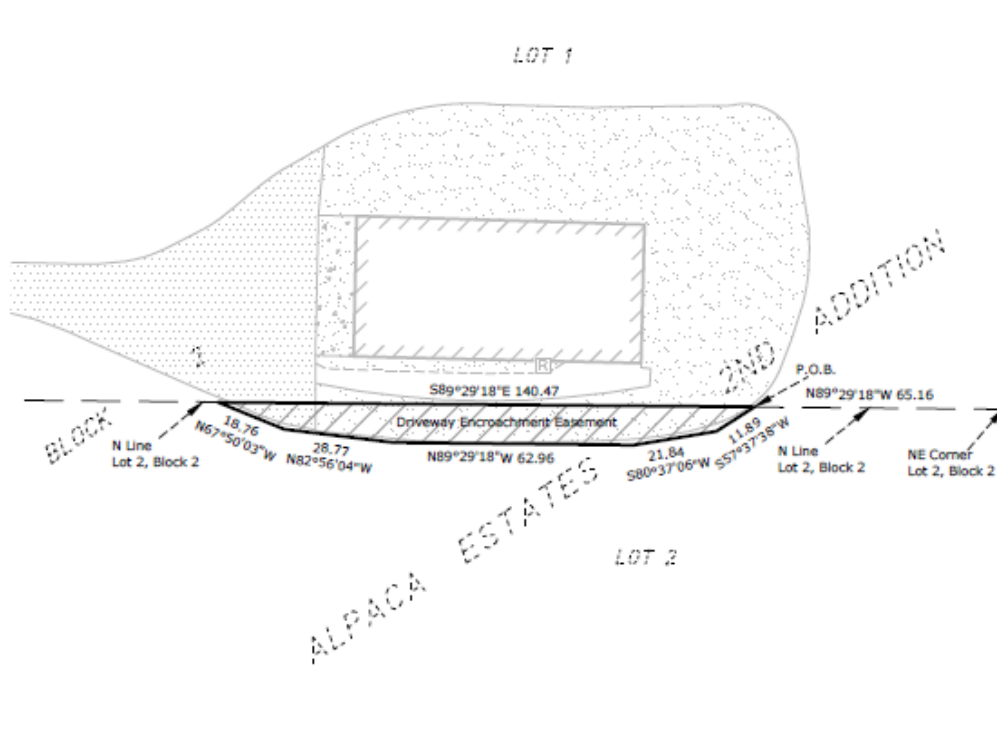 LOT 1
2ND ADDITION
2
P.O.B.
R
S89°29'18"E 140.47
N89°29'18"W 65.16
BLOCK
Driveway Encroachment Easement
N Line
Lot 2, Block 2
18.76
N67°50'03"W
28.77
N82°56'04"W
N89°29'18"W 62.96
21.84
S80°37'06"W
11.89
S57°37'38"W
N Line
Lot 2, Block 2
NE Corner
Lot 2, Block 2
ALPACA ESTATES
LOT 2